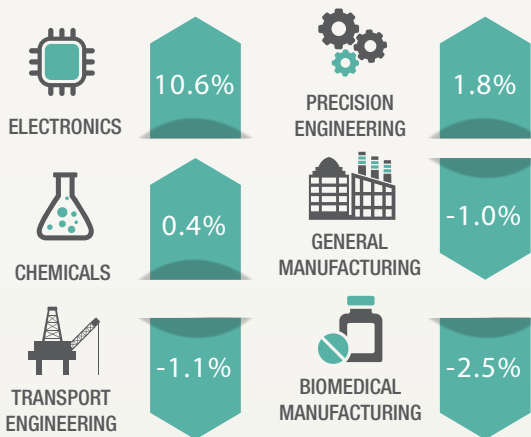 ELECTRONICS
10.6%
PRECISION
ENGINEERING
1.8%
CHEMICALS
0.4%
GENERAL
MANUFACTURING
-1.0%
TRANSPORT
ENGINEERING
-1.1%
BIOMEDICAL
MANUFACTURING
-2.5%